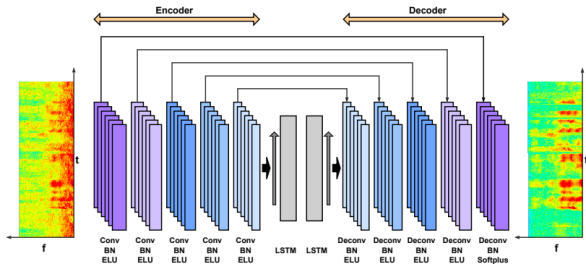 Encoder Decoder
t t
f f
Conv Conv Conv Conv Conv LSTM LSTM Deconv Deconv Deconv Deconv Deconv
BN BN BN BN BN BN BN BN BN BN
ELU ELU ELU ELU ELU ELU ELU ELU ELU Softplus